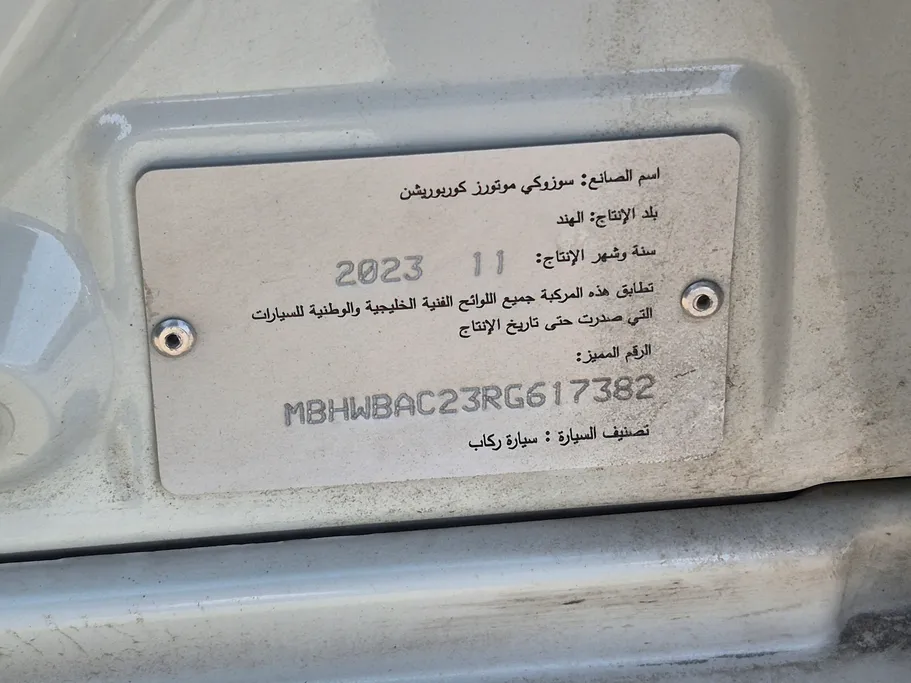 اسم الصانع: سوزوكي موتورز كوربوريشن
بلد الإنتاج: الهند
سنة وشهر الإنتاج: 11 2023
تطابق هذه المركبة جميع اللوائح الفنية الخليجية والوطنية للسيارات
التي صدرت حتى تاريخ الإنتاج
الرقم المميز:
MBHWBAC23RG617382
تصنيف السيارة : سيارة ركاب